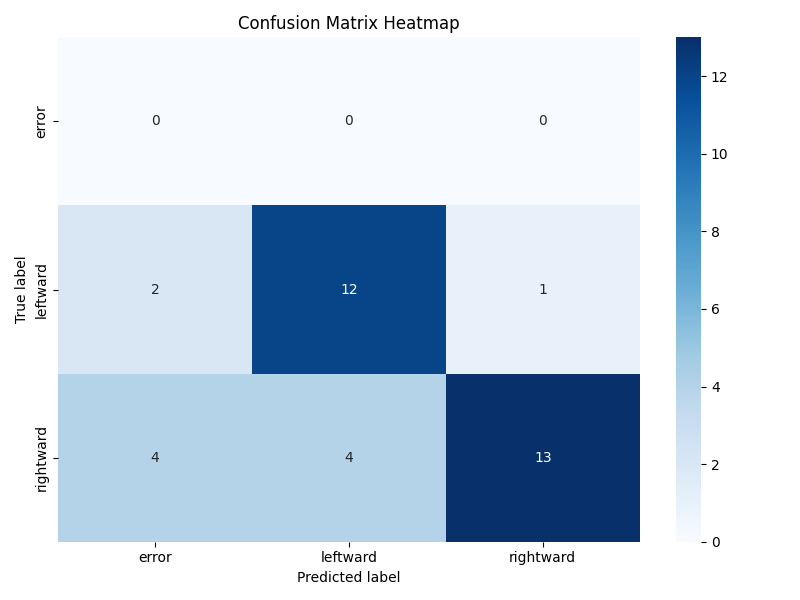 Confusion Matrix Heatmap
True label
error
0 0 0
leftward
2 12 1
rightward
4 4 13
error leftward rightward
Predicted label
12
10
8
6
4
2
0